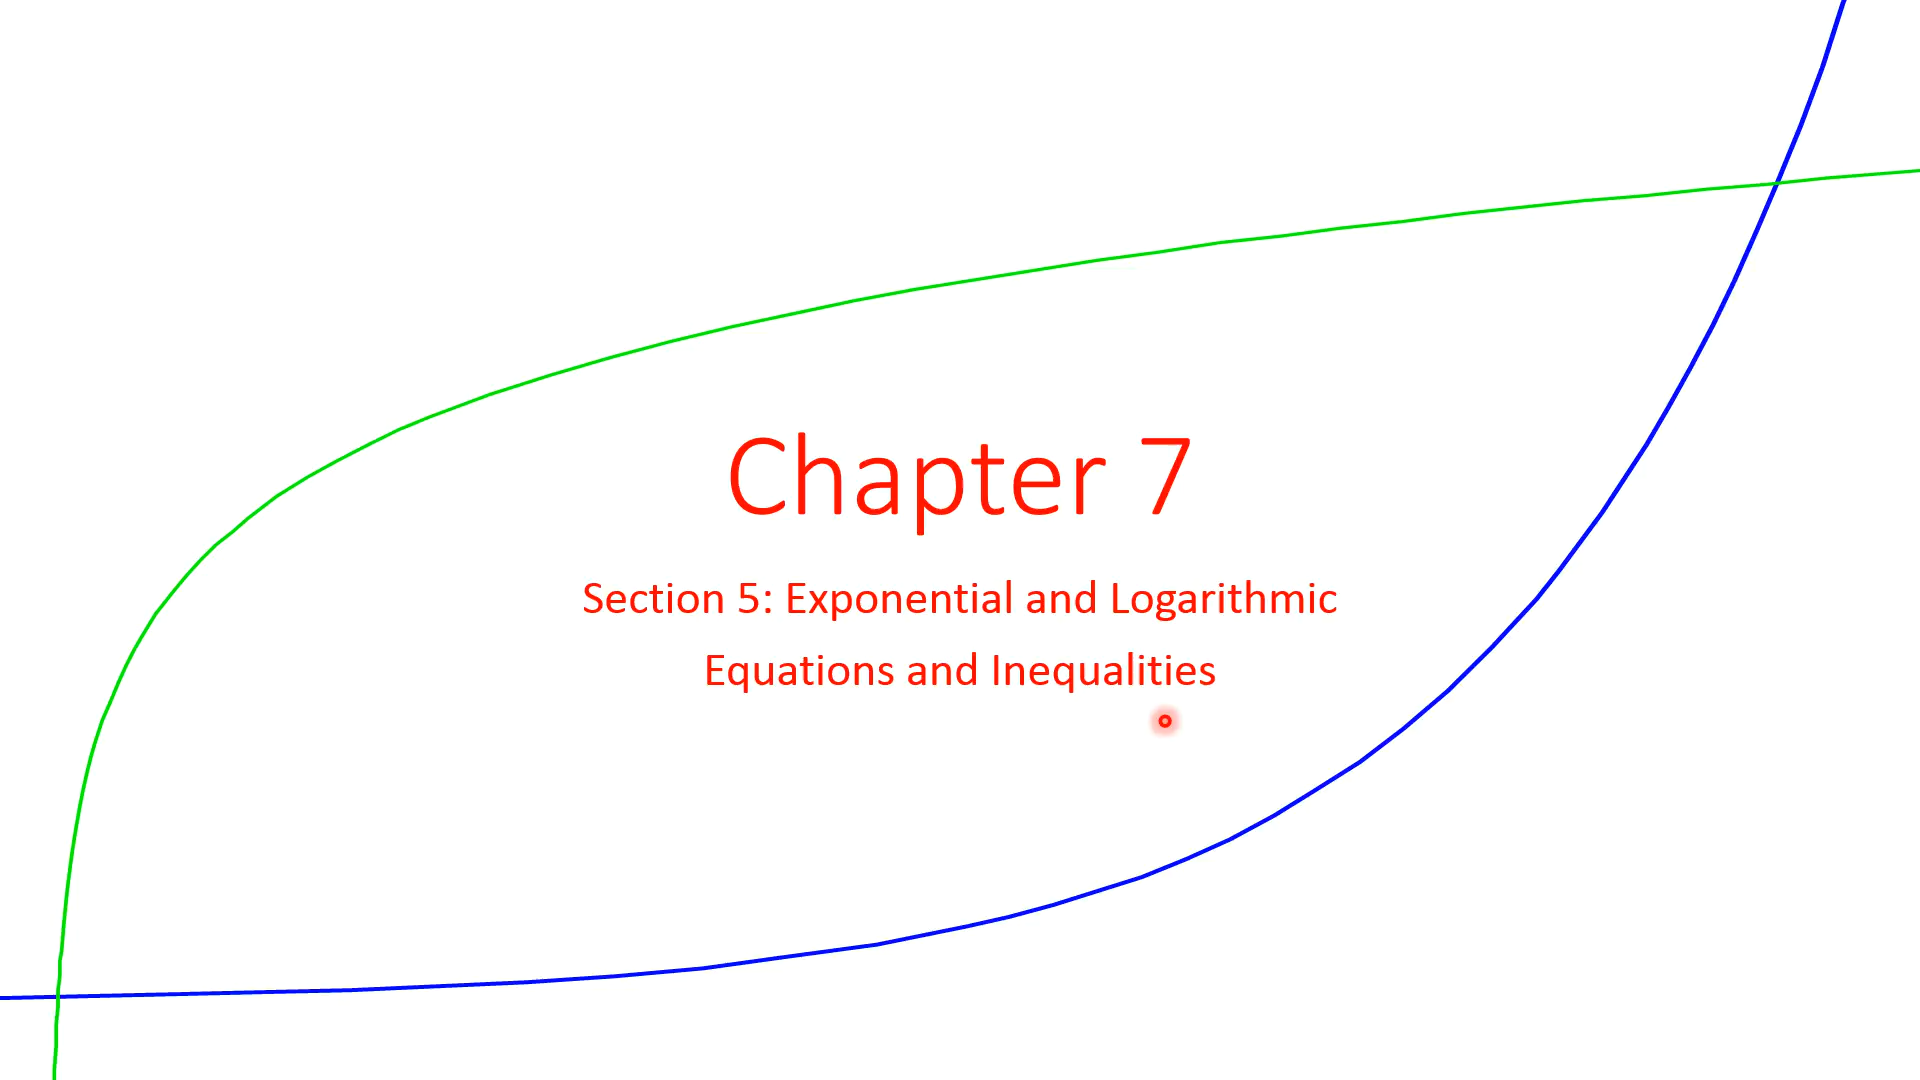 Chapter 7
Section 5: Exponential and Logarithmic
Equations and Inequalities